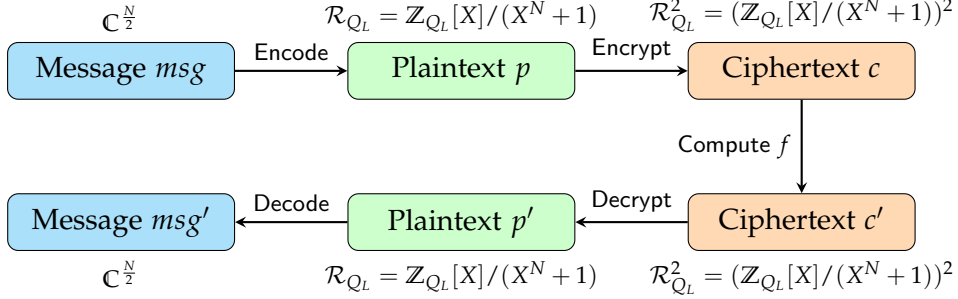 ℂ^{N/2} ℛ_{Q_L} = ℤ_{Q_L}[X]/(X^N + 1) ℛ²_{Q_L} = (ℤ_{Q_L}[X]/(X^N + 1))²
Message msg Encode Plaintext p Encrypt Ciphertext c
Compute f
Message msg′ Decode Plaintext p′ Decrypt Ciphertext c′
ℂ^{N/2} ℛ_{Q_L} = ℤ_{Q_L}[X]/(X^N + 1) ℛ²_{Q_L} = (ℤ_{Q_L}[X]/(X^N + 1))²